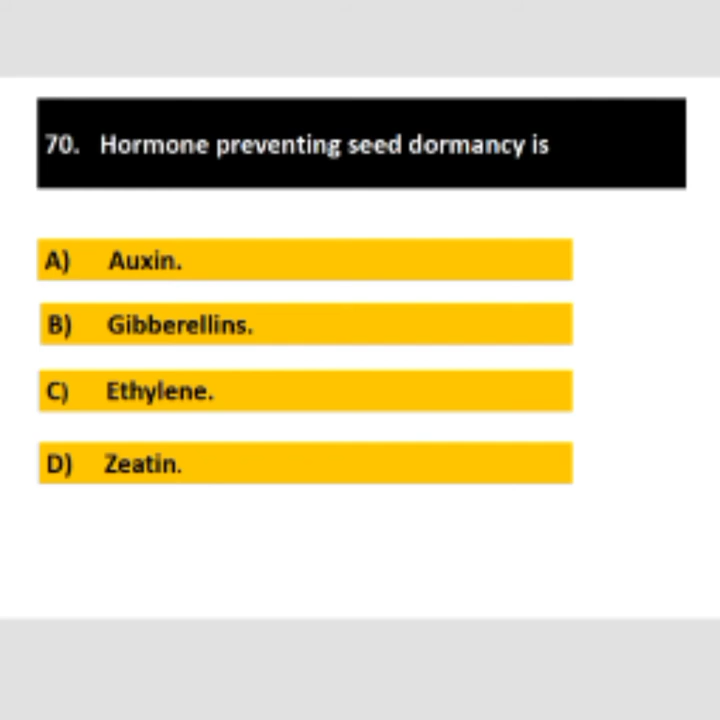 70. Hormone preventing seed dormancy is
A) Auxin.
B) Gibberellins.
C) Ethylene.
D) Zeatin.